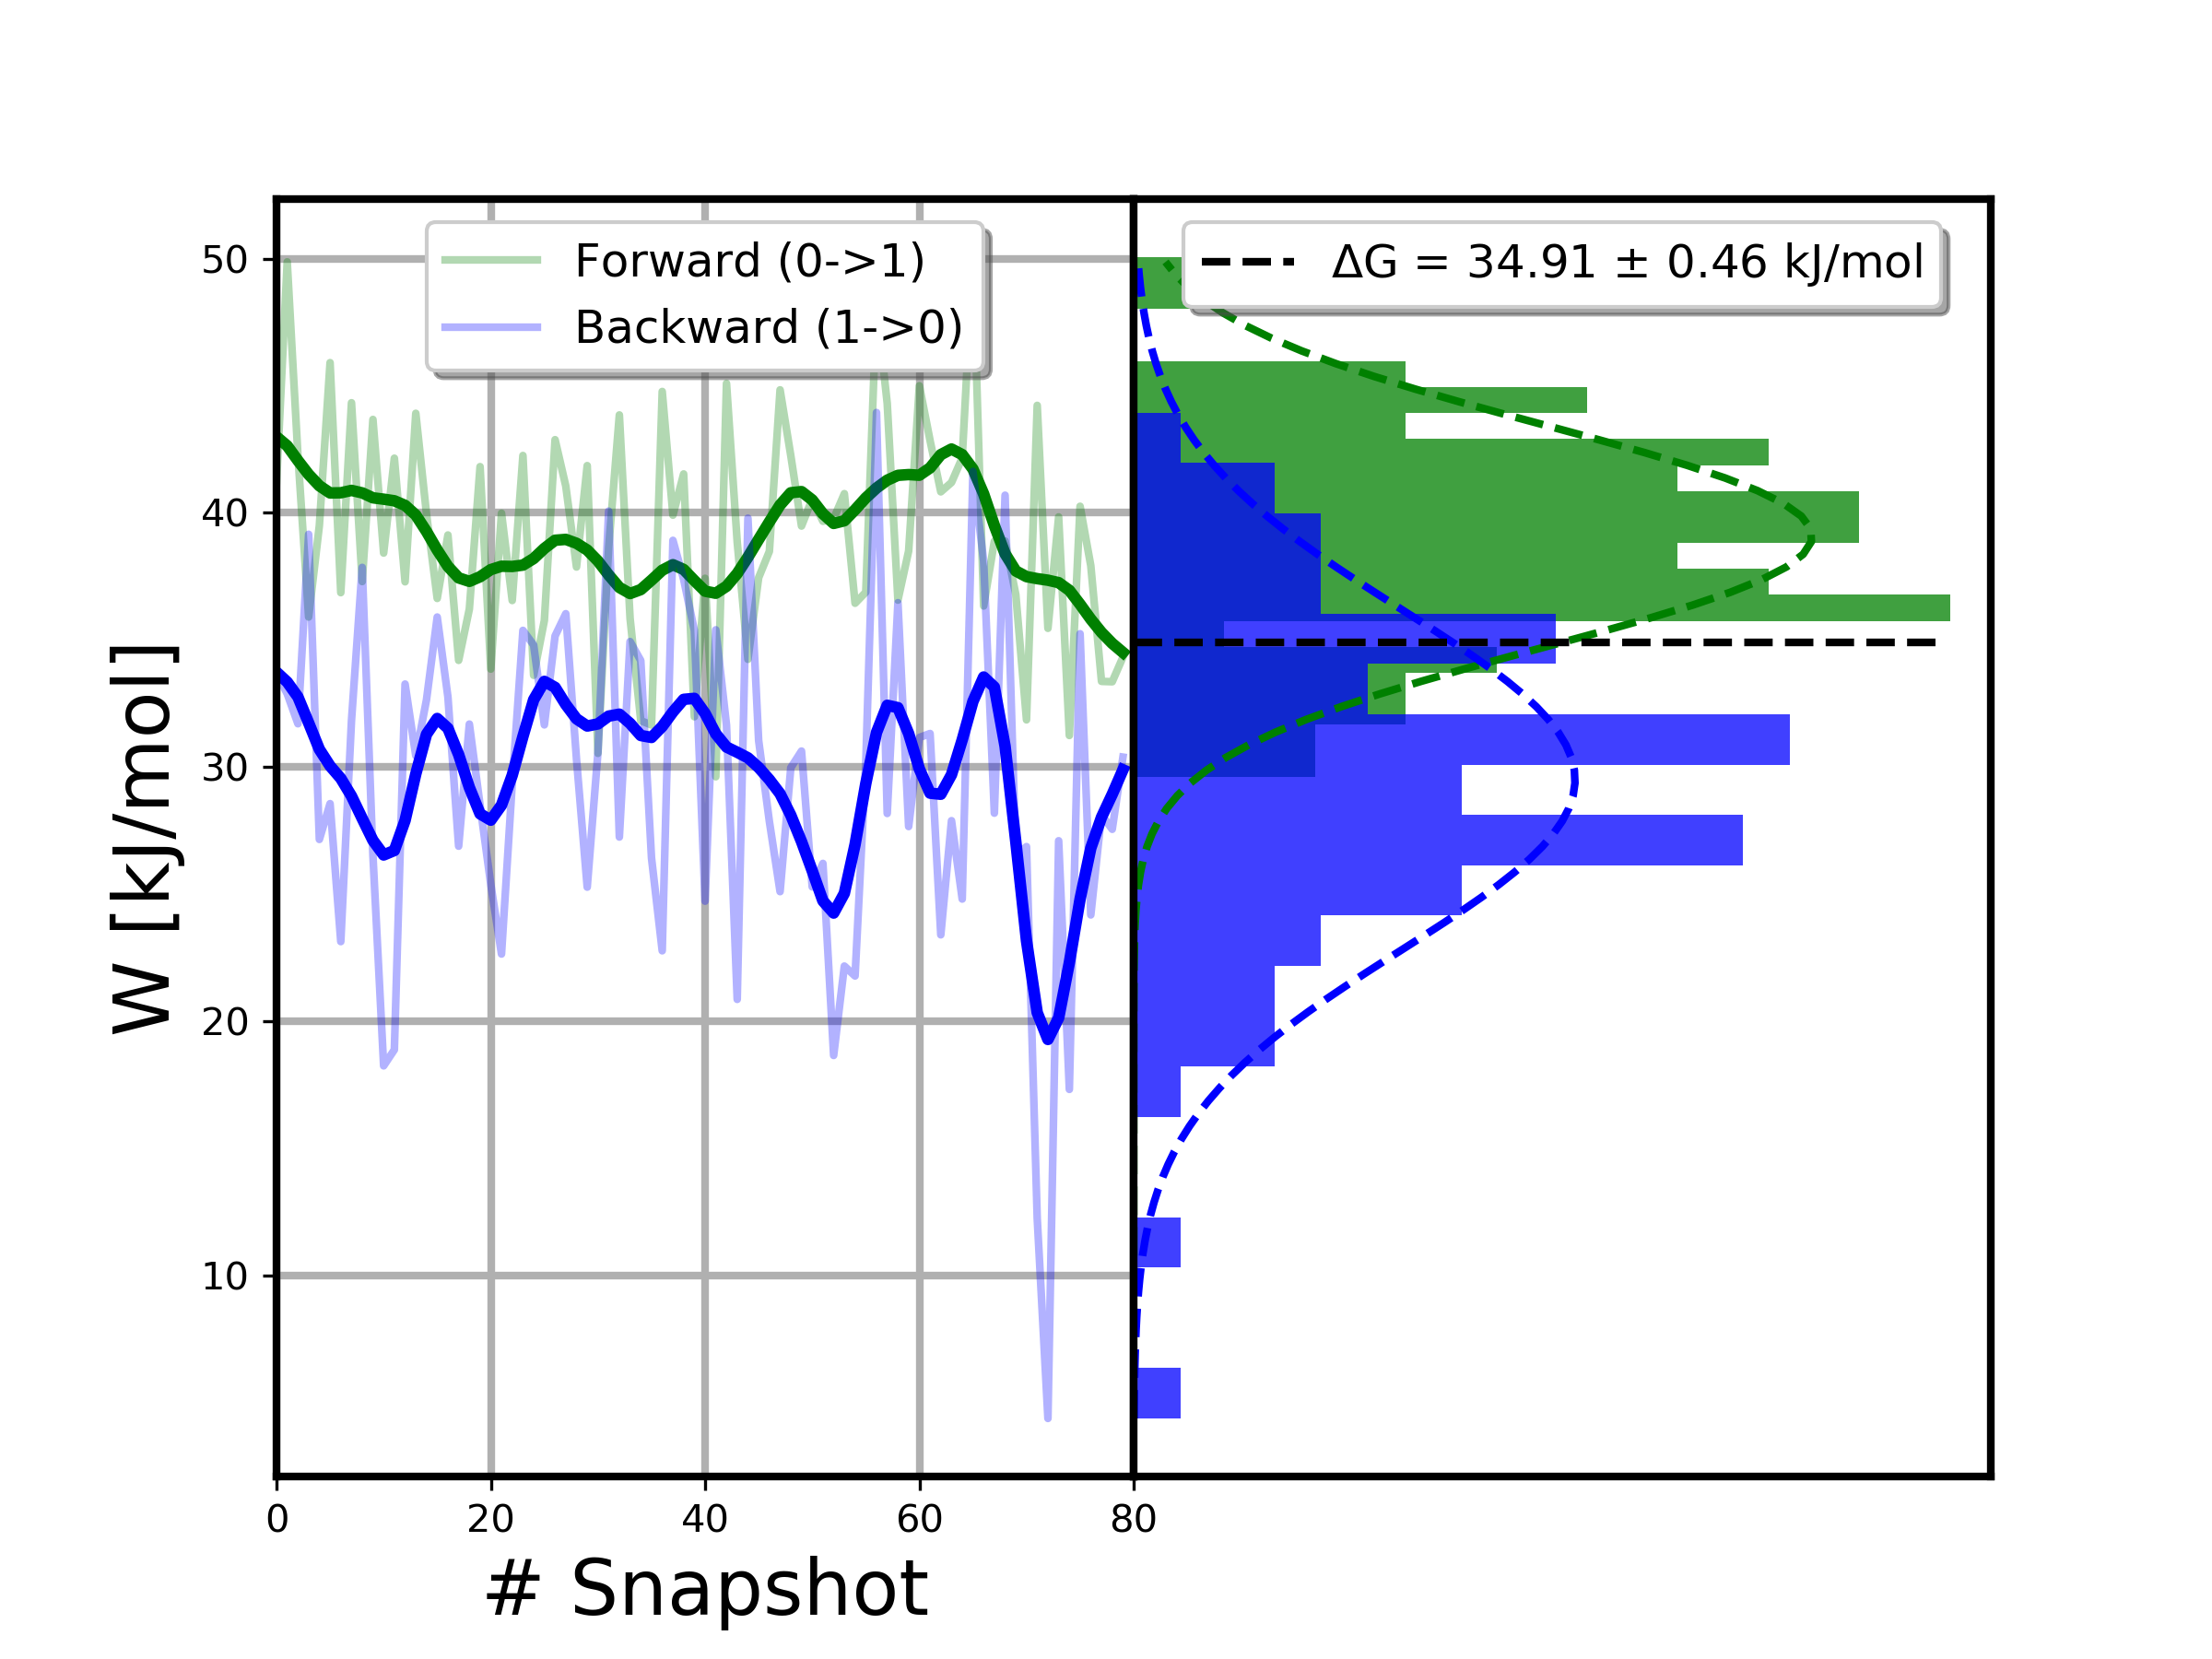 Forward (0->1)
Backward (1->0)
ΔG = 34.91 ± 0.46 kJ/mol
W [kJ/mol]
50
40
30
20
10
0 20 40 60 80
# Snapshot